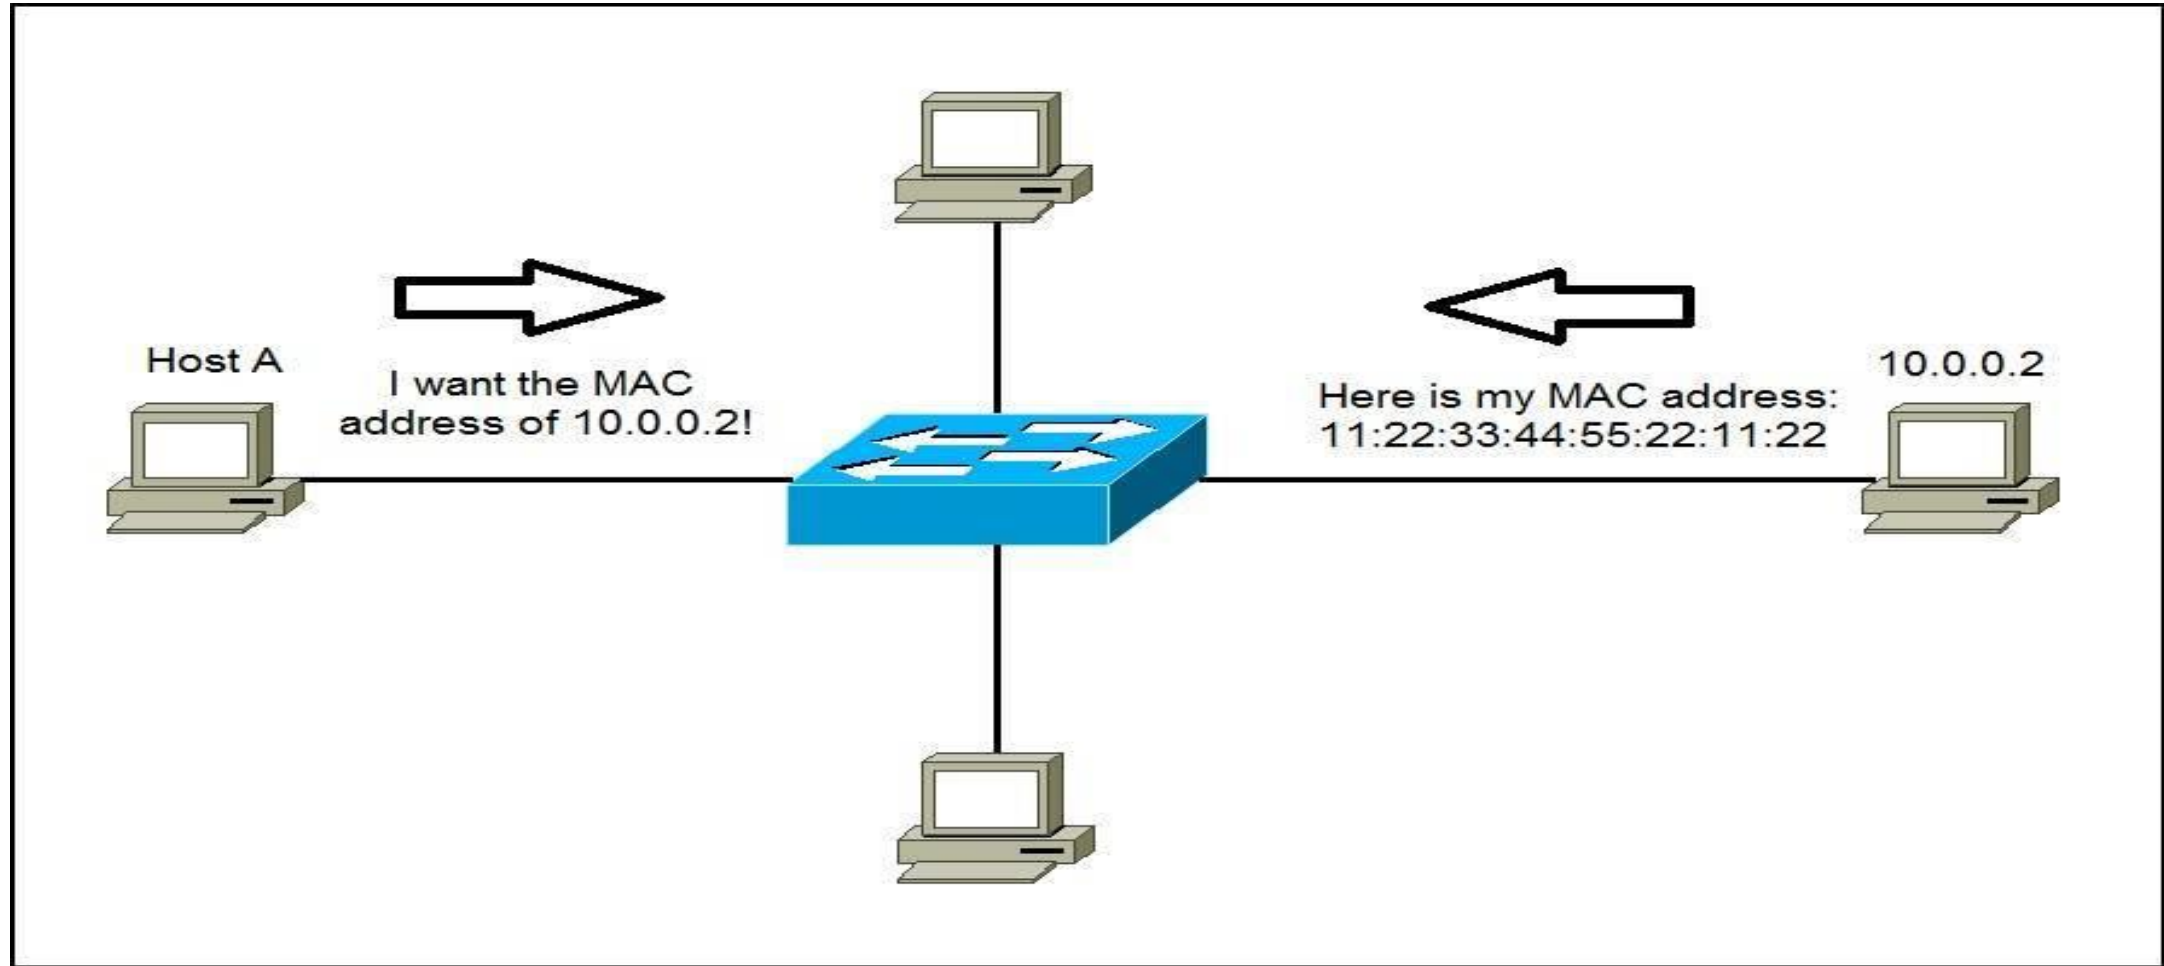 Host A
I want the MAC
address of 10.0.0.2!
Here is my MAC address:
11:22:33:44:55:22:11:22
10.0.0.2